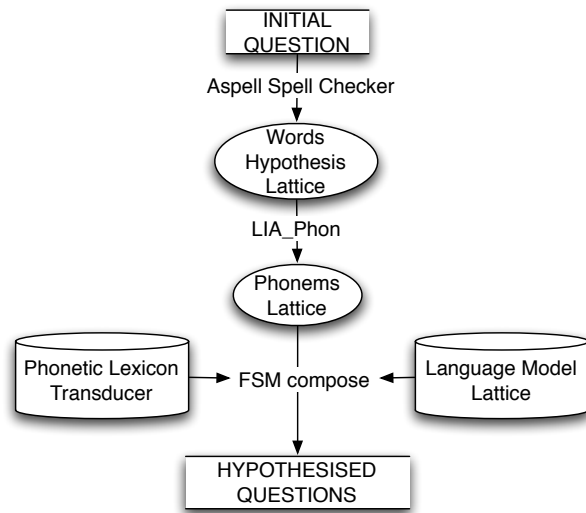 INITIAL
QUESTION
Aspell Spell Checker
Words
Hypothesis
Lattice
LIA_Phon
Phonems
Lattice
Phonetic Lexicon
Transducer
FSM compose
Language Model
Lattice
HYPOTHESISED
QUESTIONS